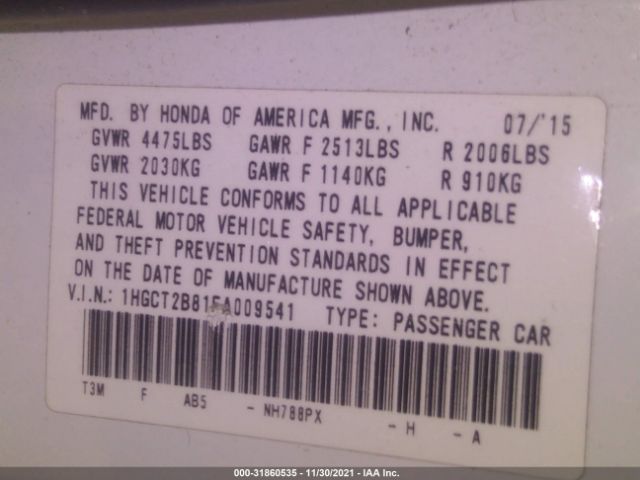 MFD. BY HONDA OF AMERICA MFG., INC. 07/'15
GVWR 4475LBS GAWR F 2513LBS R 2006LBS
GVWR 2030KG GAWR F 1140KG R 910KG
THIS VEHICLE CONFORMS TO ALL APPLICABLE
FEDERAL MOTOR VEHICLE SAFETY, BUMPER,
AND THEFT PREVENTION STANDARDS IN EFFECT
ON THE DATE OF MANUFACTURE SHOWN ABOVE.
V.I.N.: 1HGCT2B81FA009541 TYPE: PASSENGER CAR
T3M F AB5 - NH788PX - H - A
000-31860535 - 11/30/2021 - IAA Inc.